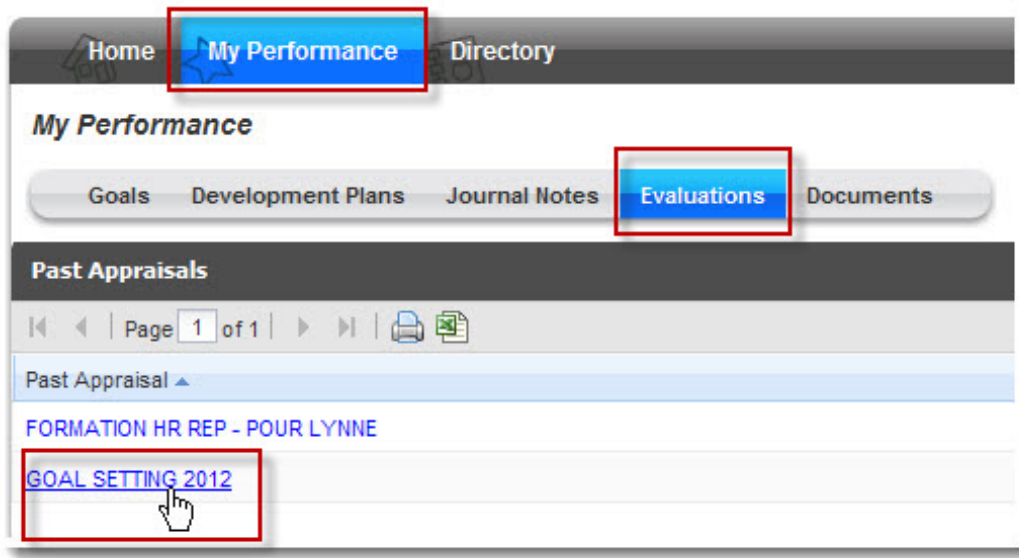 Home My Performance Directory
My Performance
Goals Development Plans Journal Notes Evaluations Documents
Past Appraisals
Page 1 of 1
Past Appraisal
FORMATION HR REP - POUR LYNNE
GOAL SETTING 2012